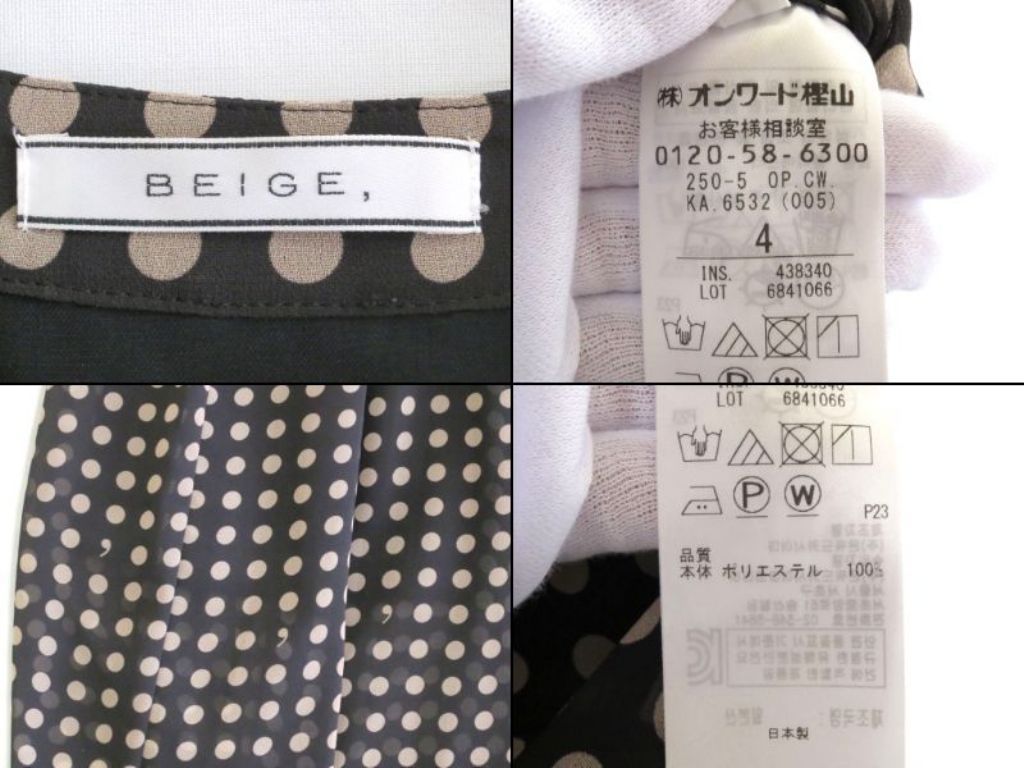 BEIGE,
(株)オンワード樫山
お客様相談室
0120-58-6300
250-5 OP.CW.
KA.6532 (005)
4
INS. 438340
LOT 6841066
P W
LOT 6841066
P W
P23
品質
本体 ポリエステル 100%
日本製